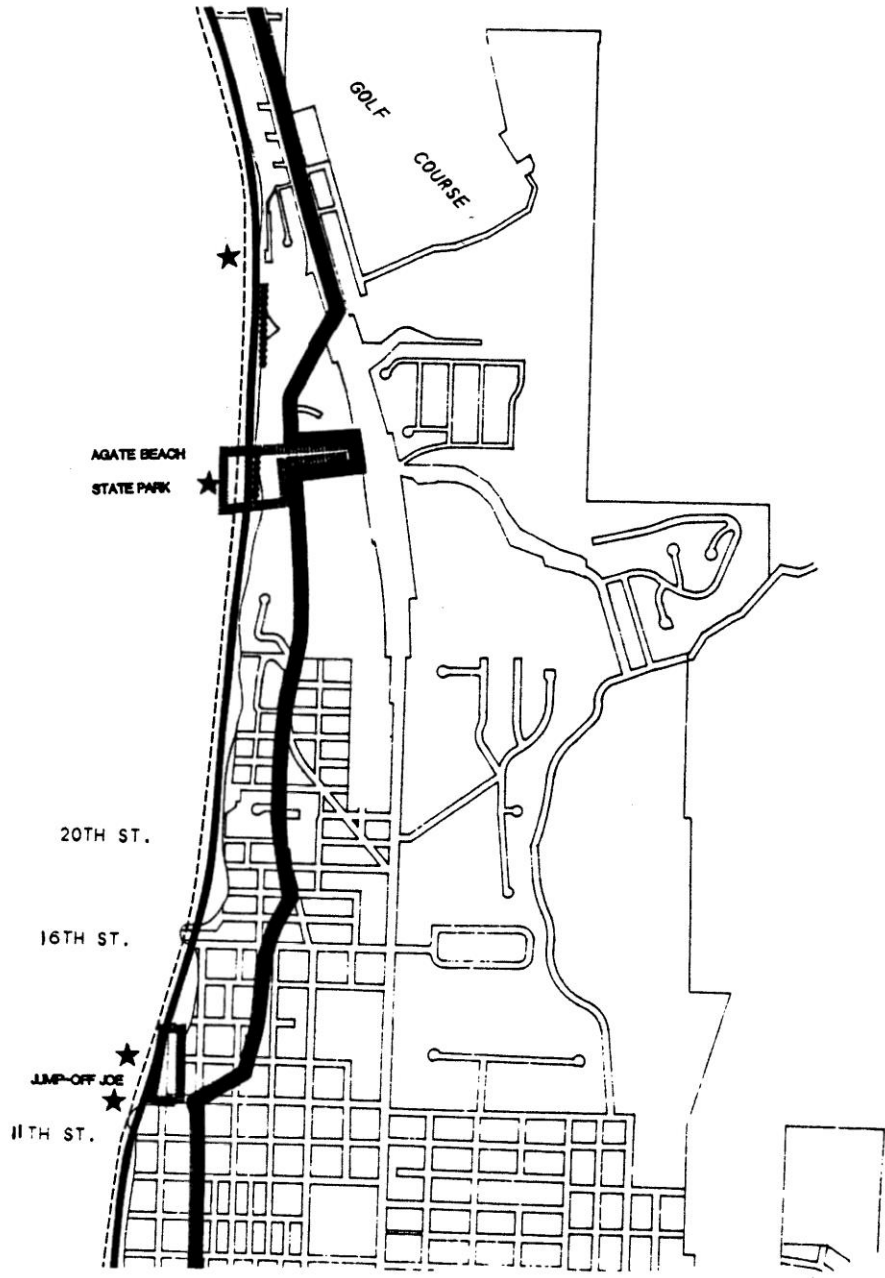 GOLF
COURSE
AGATE BEACH
STATE PARK
20TH ST.
16TH ST.
JUMP-OFF JOE
11TH ST.